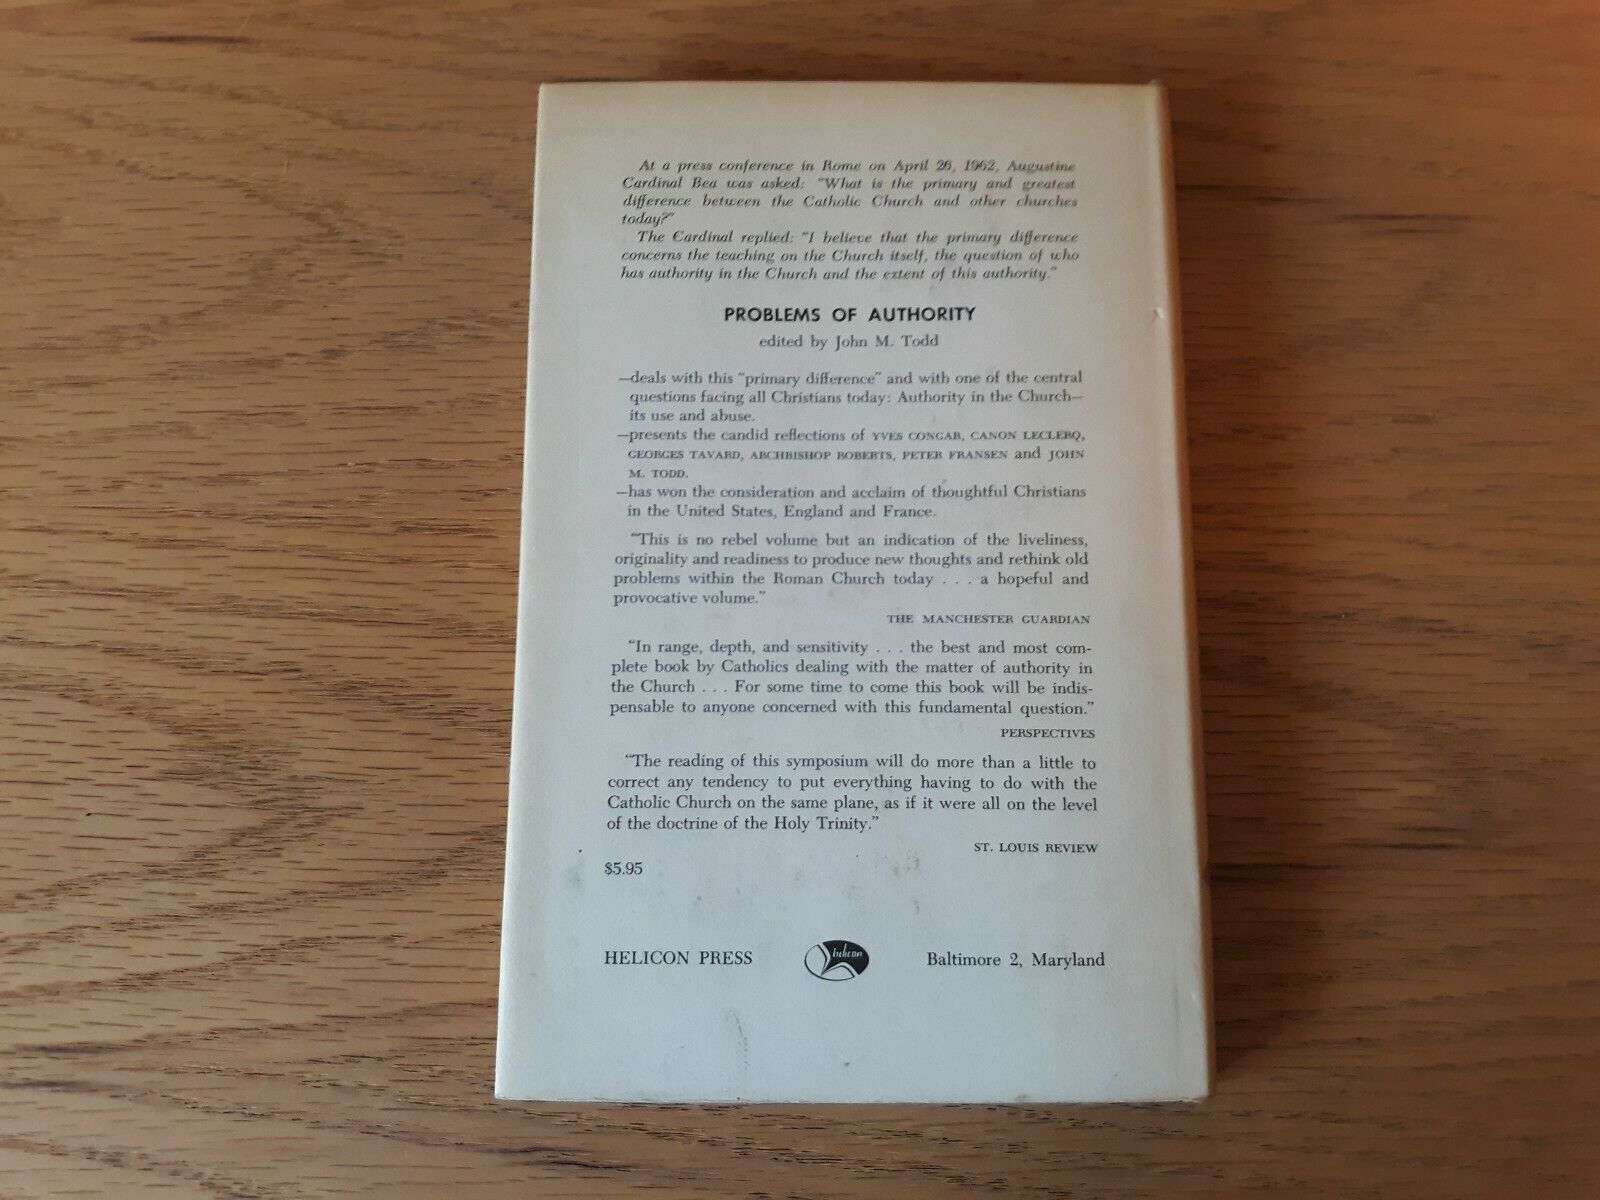 At a press conference in Rome on April 26, 1962, Augustine
Cardinal Bea was asked: "What is the primary and greatest
difference between the Catholic Church and other churches
today?"
The Cardinal replied: "I believe that the primary difference
concerns the teaching on the Church itself, the question of who
has authority in the Church and the extent of this authority."
PROBLEMS OF AUTHORITY
edited by John M. Todd
—deals with this "primary difference" and with one of the central
questions facing all Christians today: Authority in the Church—
its use and abuse.
—presents the candid reflections of YVES CONGAR, CANON LECLERQ,
GEORGES TAVARD, ARCHBISHOP ROBERTS, PETER FRANSEN and JOHN
M. TODD.
—has won the consideration and acclaim of thoughtful Christians
in the United States, England and France.
"This is no rebel volume but an indication of the liveliness,
originality and readiness to produce new thoughts and rethink old
problems within the Roman Church today . . . a hopeful and
provocative volume."
THE MANCHESTER GUARDIAN
"In range, depth, and sensitivity . . . the best and most com-
plete book by Catholics dealing with the matter of authority in
the Church . . . For some time to come this book will be indis-
pensable to anyone concerned with this fundamental question."
PERSPECTIVES
"The reading of this symposium will do more than a little to
correct any tendency to put everything having to do with the
Catholic Church on the same plane, as if it were all on the level
of the doctrine of the Holy Trinity."
ST. LOUIS REVIEW
$5.95
HELICON PRESS helicon Baltimore 2, Maryland